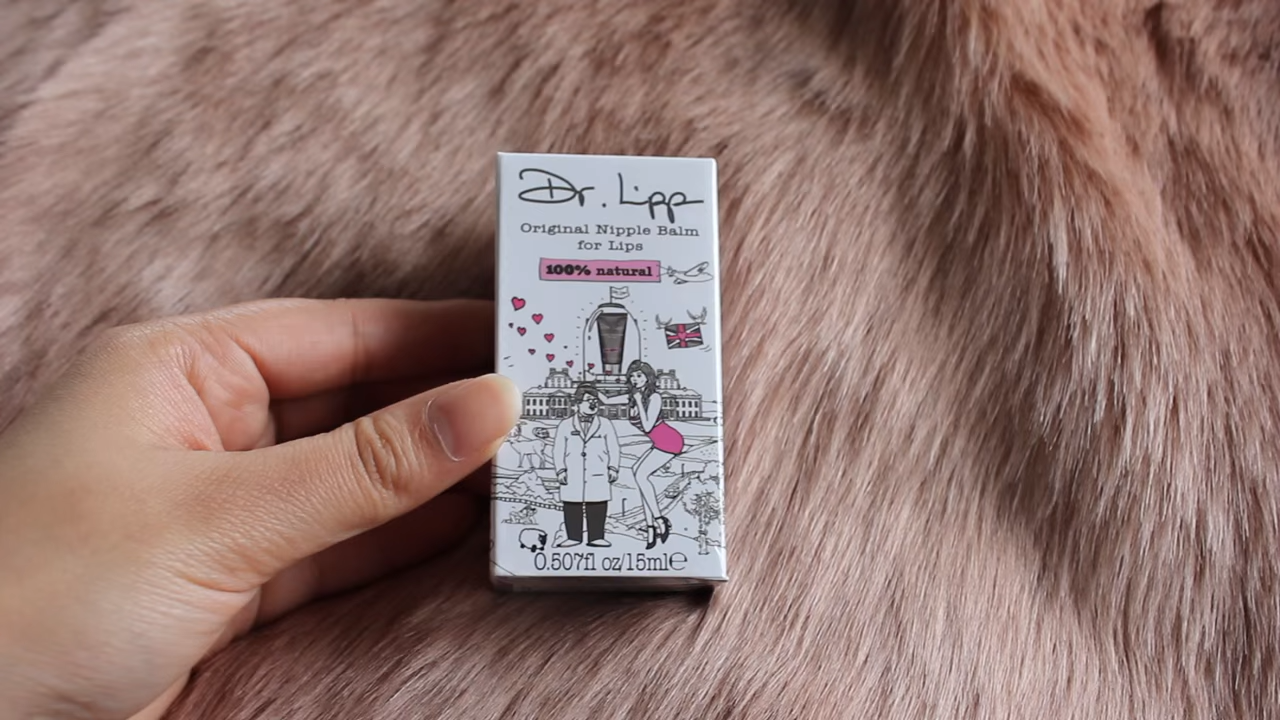 Dr. Lipp
Original Nipple Balm
for Lips
100% natural
0.507fl oz/15ml℮